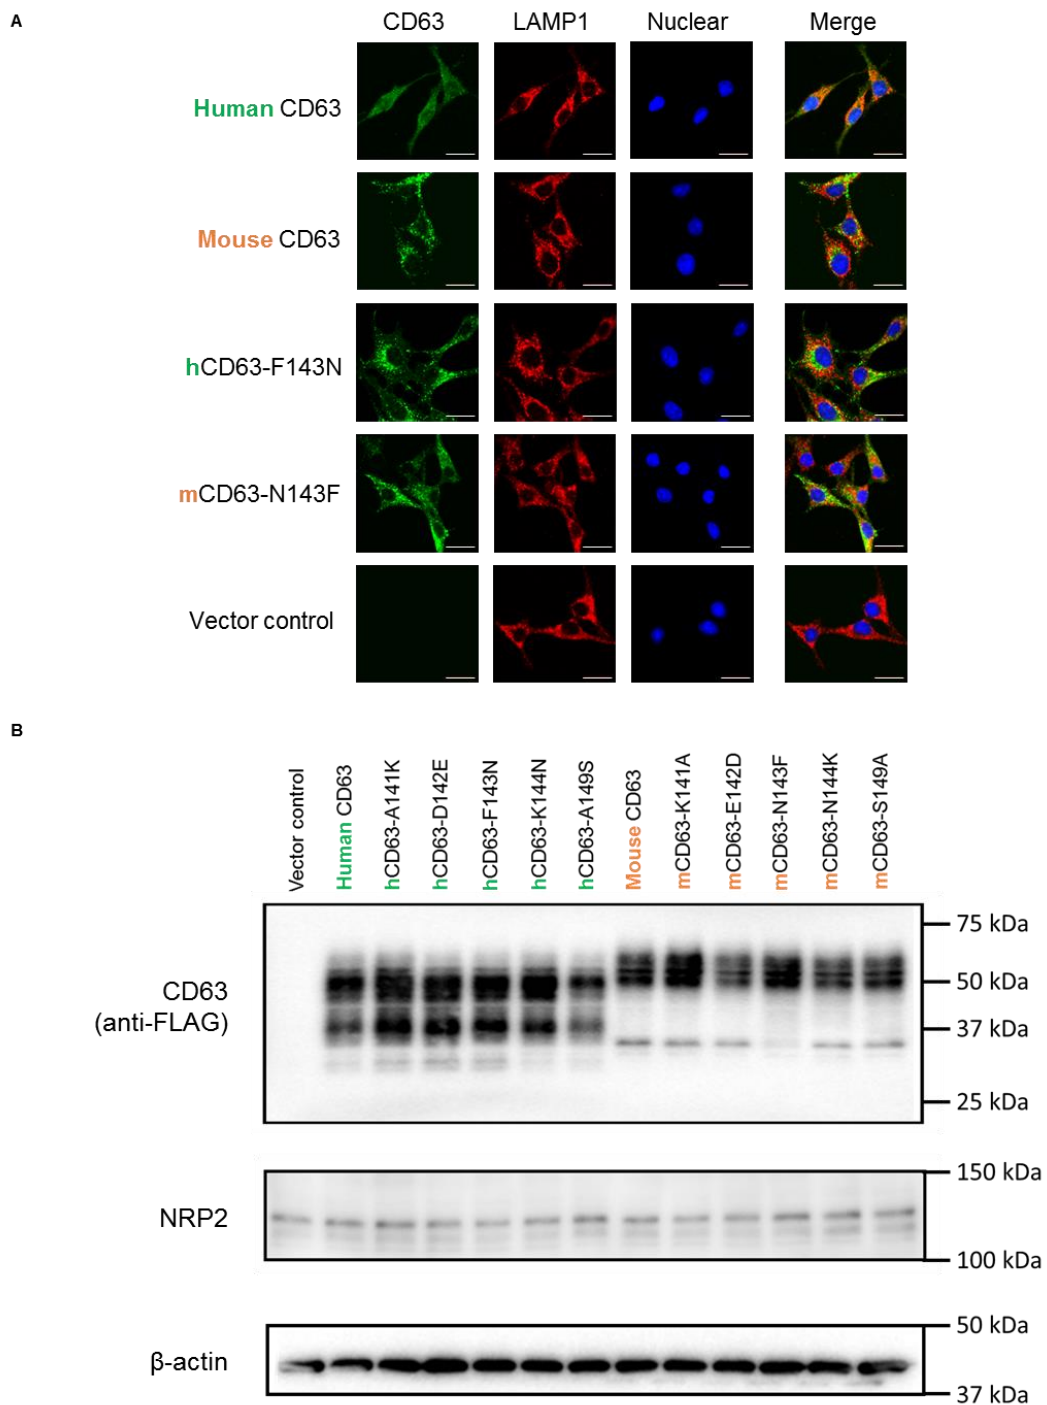 A
CD63 LAMP1 Nuclear Merge
Human CD63
Mouse CD63
hCD63-F143N
mCD63-N143F
Vector control
B
Vector control
Human CD63
hCD63-A141K
hCD63-D142E
hCD63-F143N
hCD63-K144N
hCD63-A149S
Mouse CD63
mCD63-K141A
mCD63-E142D
mCD63-N143F
mCD63-N144K
mCD63-S149A
CD63
(anti-FLAG)
75 kDa
50 kDa
37 kDa
25 kDa
NRP2
150 kDa
100 kDa
β-actin
50 kDa
37 kDa